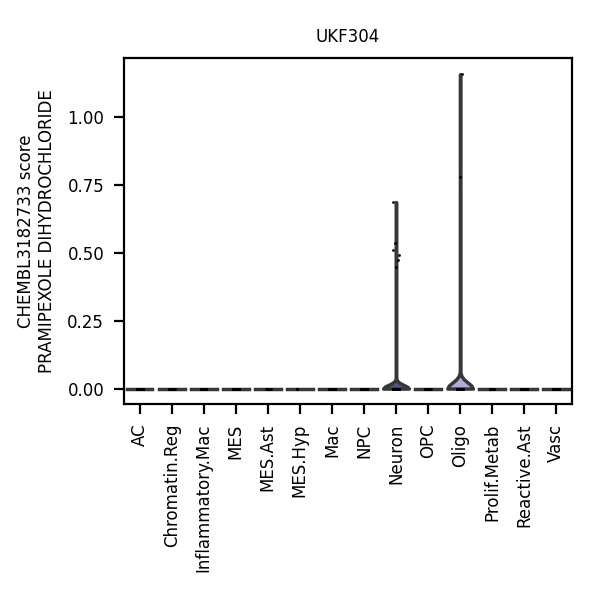 UKF304
CHEMBL3182733 score
PRAMIPEXOLE DIHYDROCHLORIDE
1.00
0.75
0.50
0.25
0.00
AC
Chromatin.Reg
Inflammatory.Mac
MES
MES.Ast
MES.Hyp
Mac
NPC
Neuron
OPC
Oligo
Prolif.Metab
Reactive.Ast
Vasc